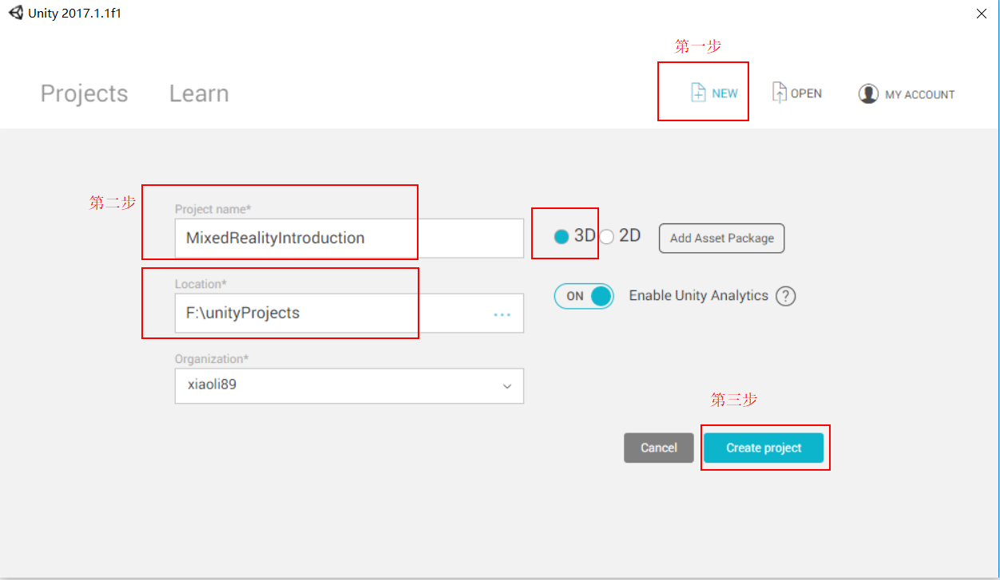 Unity 2017.1.1f1
第一步
Projects Learn NEW OPEN MY ACCOUNT
第二步
Project name*
MixedRealityIntroduction
3D 2D Add Asset Package
Location*
F:\unityProjects ...
ON Enable Unity Analytics ?
Organization*
xiaoli89
第三步
Cancel Create project